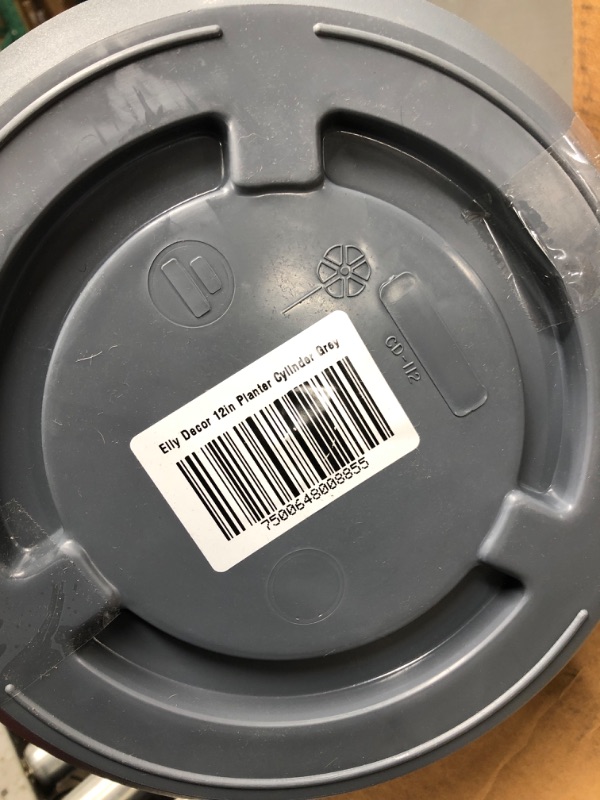 CD-112
Elly Decor 12in Planter Cylinder Grey
7500648008855